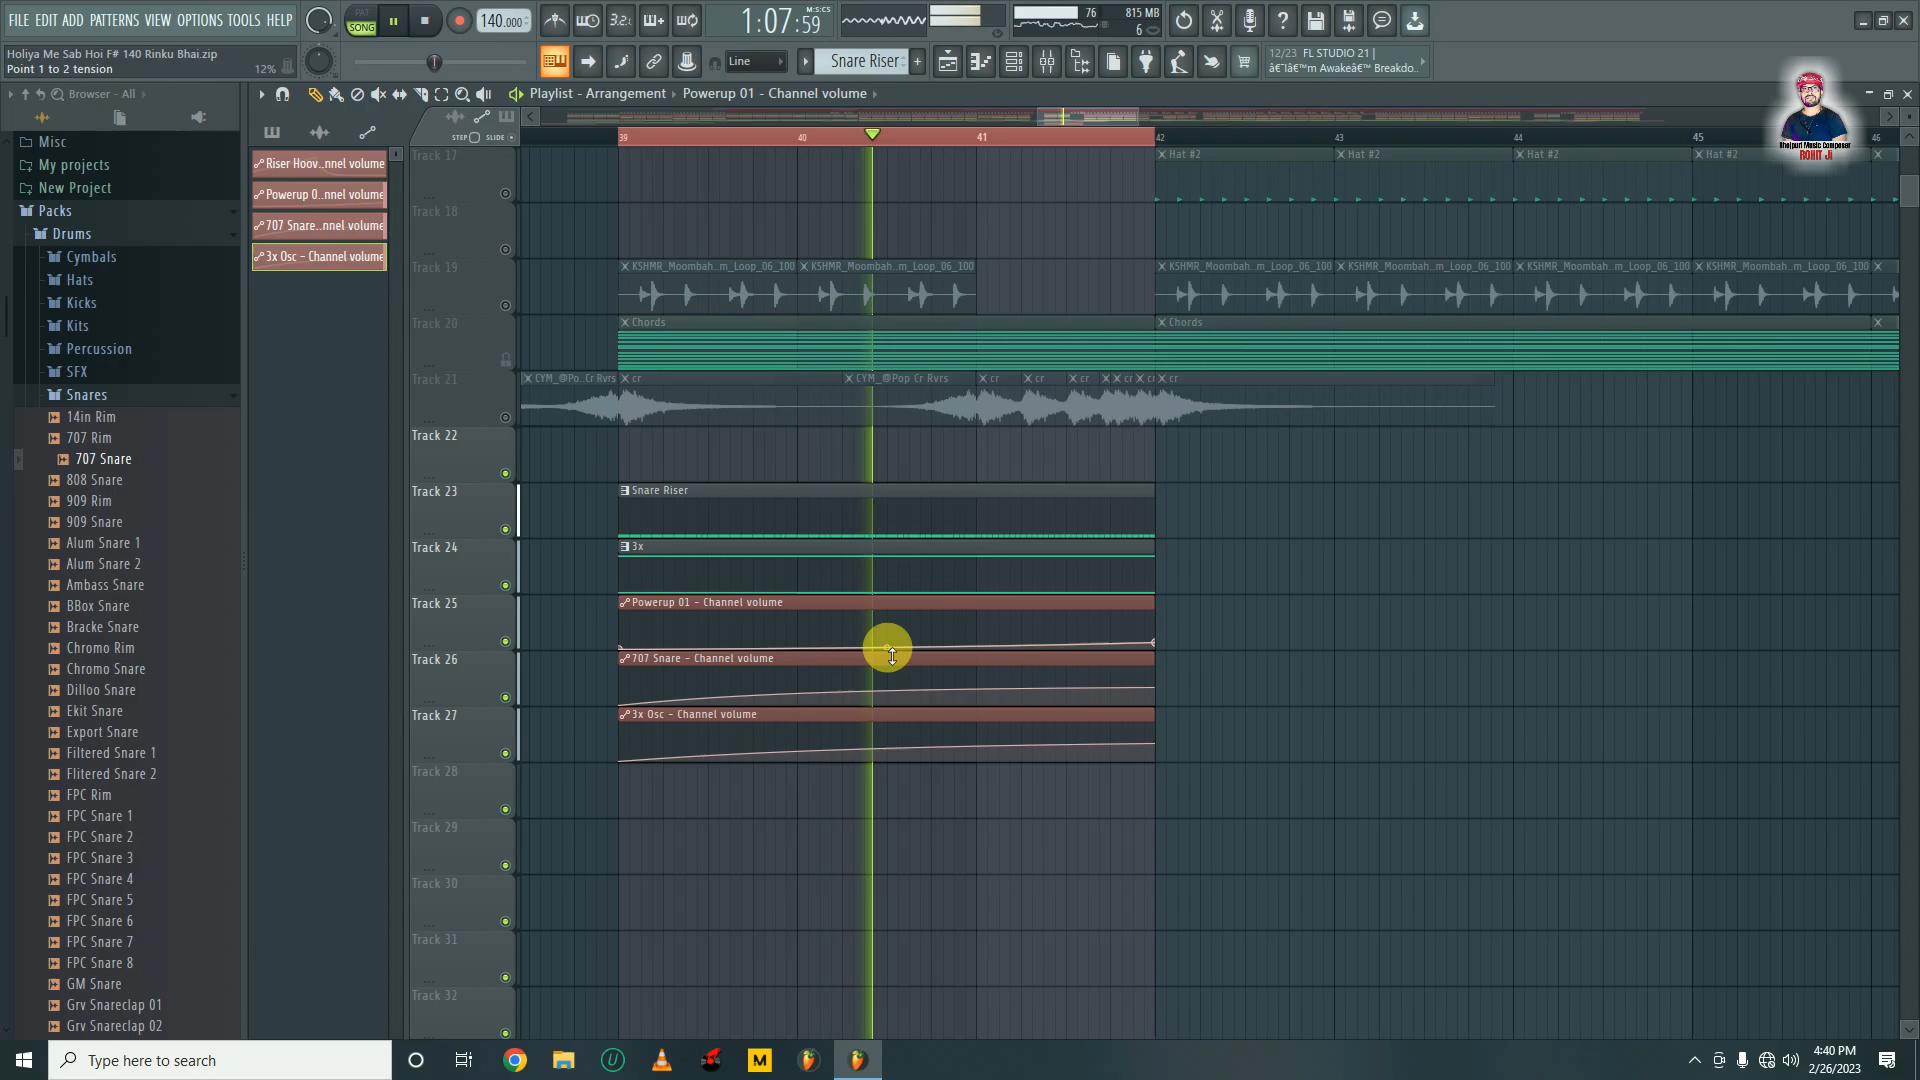 FILE EDIT ADD PATTERNS VIEW OPTIONS TOOLS HELP
PAT
SONG
140.000
3.2.
1:07:59
M:S:CS
76
815 MB
6
Holiya Me Sab Hoi F# 140 Rinku Bhai.zip
Point 1 to 2 tension
12%
Line
Snare Riser
12/23 FL STUDIO 21 |
â€˜Iâ€™m Awakeâ€™ Breakdo..
Browser - All
Playlist - Arrangement
Powerup 01 - Channel volume
Bhojpuri Music Composer
ROHIT Ji
STEP
SLIDE
39
40
41
42
43
44
45
46
Misc
My projects
New Project
Packs
Drums
Cymbals
Hats
Kicks
Kits
Percussion
SFX
Snares
14in Rim
707 Rim
707 Snare
808 Snare
909 Rim
909 Snare
Alum Snare 1
Alum Snare 2
Ambass Snare
BBox Snare
Bracke Snare
Chromo Rim
Chromo Snare
Dilloo Snare
Ekit Snare
Export Snare
Filtered Snare 1
Flitered Snare 2
FPC Rim
FPC Snare 1
FPC Snare 2
FPC Snare 3
FPC Snare 4
FPC Snare 5
FPC Snare 6
FPC Snare 7
FPC Snare 8
GM Snare
Grv Snareclap 01
Grv Snareclap 02
Riser Hoov..nnel volume
Powerup 0..nnel volume
707 Snare..nnel volume
3x Osc - Channel volume
Track 17
Hat #2
Hat #2
Hat #2
Hat #2
Track 18
Track 19
KSHMR_Moombah..m_Loop_06_100
KSHMR_Moombah..m_Loop_06_100
KSHMR_Moombah..m_Loop_06_100
KSHMR_Moombah..m_Loop_06_100
KSHMR_Moombah..m_Loop_06_100
KSHMR_Moombah..m_Loop_06_100
Track 20
Chords
Chords
Track 21
CYM_@Po..Cr Rvrs
cr
CYM_@Pop Cr Rvrs
cr
cr
cr
cr
cr
cr
Track 22
Track 23
Snare Riser
Track 24
3x
Track 25
Powerup 01 - Channel volume
Track 26
707 Snare - Channel volume
Track 27
3x Osc - Channel volume
Track 28
Track 29
Track 30
Track 31
Track 32
Type here to search
U
M
4:40 PM
2/26/2023